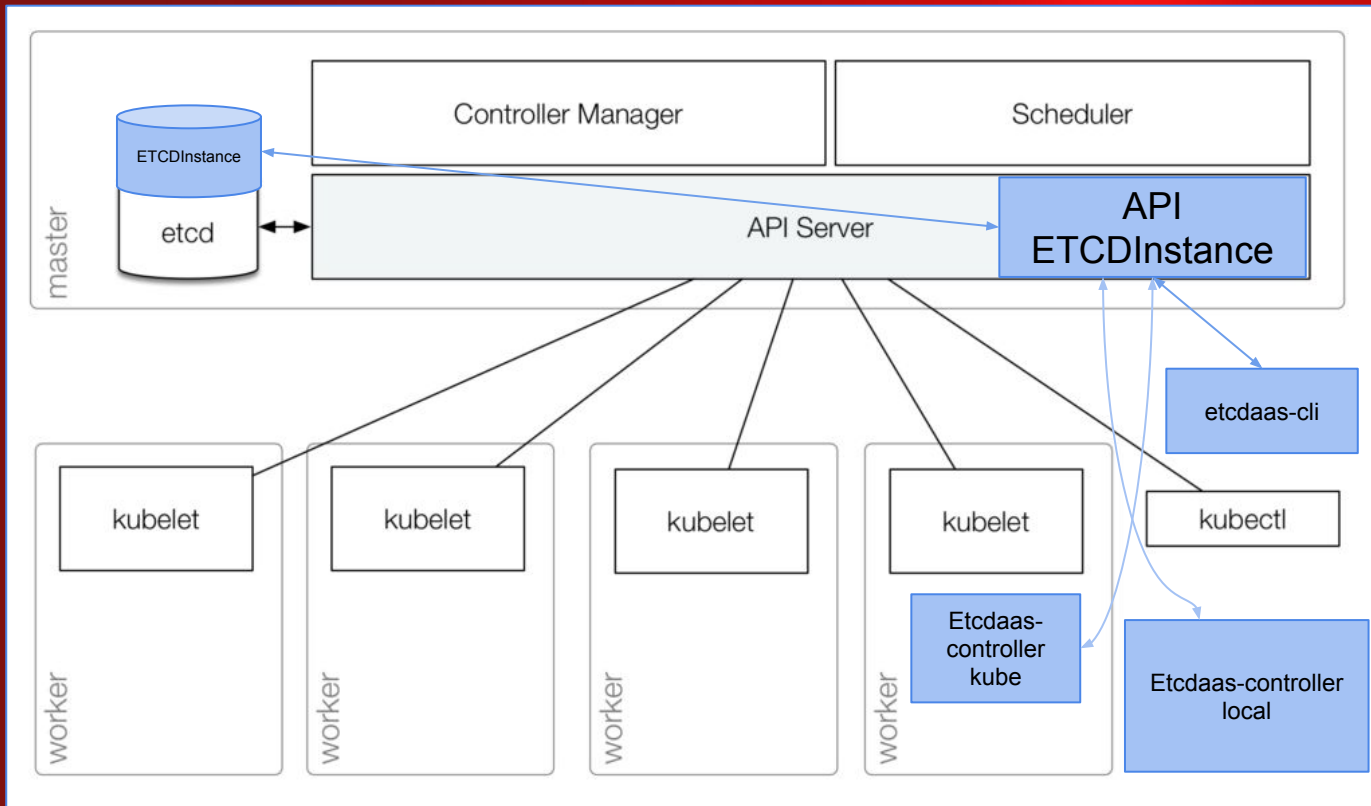 Controller Manager
Scheduler
ETCDInstance
etcd
API Server
API
ETCDInstance
master
etcdaas-cli
kubelet
kubelet
kubelet
kubelet
kubectl
Etcdaas-
controller
kube
Etcdaas-controller
local
worker
worker
worker
worker